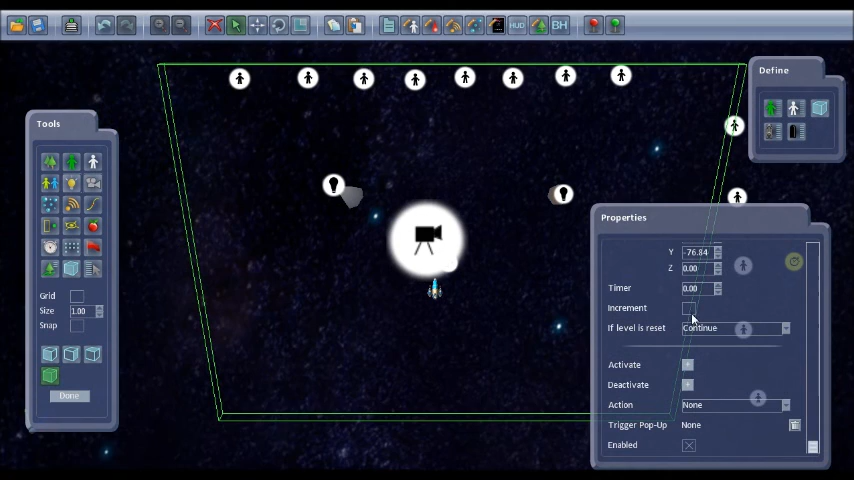 HUD
BH
Define
Tools
Properties
Y -76.84
Z 0.00
Timer 0.00
Increment
If level is reset Continue
Activate +
Deactivate +
Action None
Trigger Pop-Up None
Enabled
Grid
Size 1.00
Snap
Done